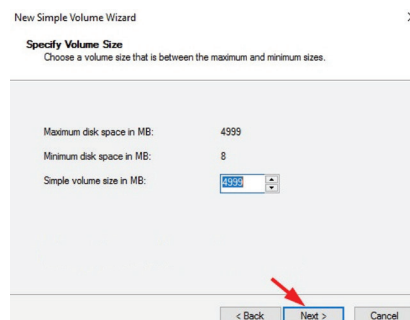 New Simple Volume Wizard
Specify Volume Size
Choose a volume size that is between the maximum and minimum sizes.
Maximum disk space in MB: 4999
Minimum disk space in MB: 8
Simple volume size in MB: 4999
< Back Next > Cancel